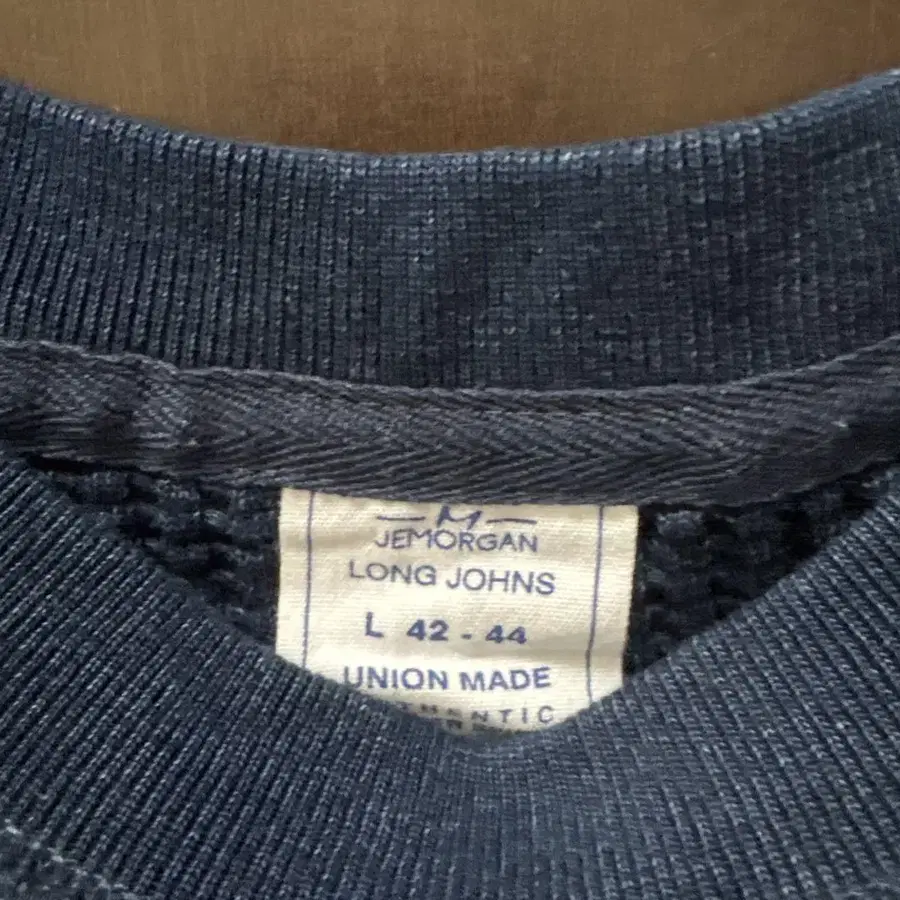 JEMORGAN
LONG JOHNS
L 42 - 44
UNION MADE